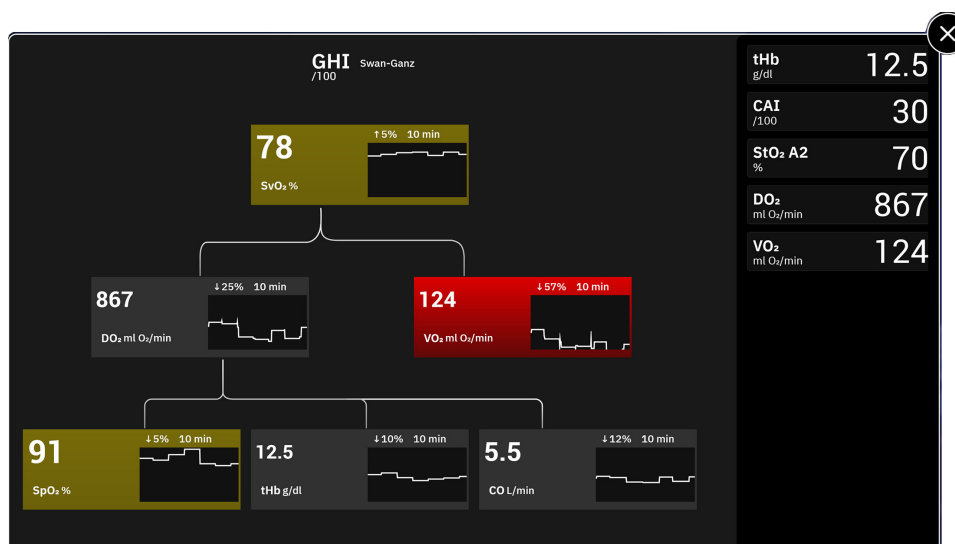 GHI Swan-Ganz
/100
78
↑5% 10 min
SvO₂ %
867
↓25% 10 min
DO₂ ml O₂/min
124
↓57% 10 min
VO₂ ml O₂/min
91
↓5% 10 min
SpO₂ %
12.5
↓10% 10 min
tHb g/dl
5.5
↓12% 10 min
CO L/min
tHb 12.5
g/dl
CAI 30
/100
StO₂ A2 70
%
DO₂ 867
ml O₂/min
VO₂ 124
ml O₂/min